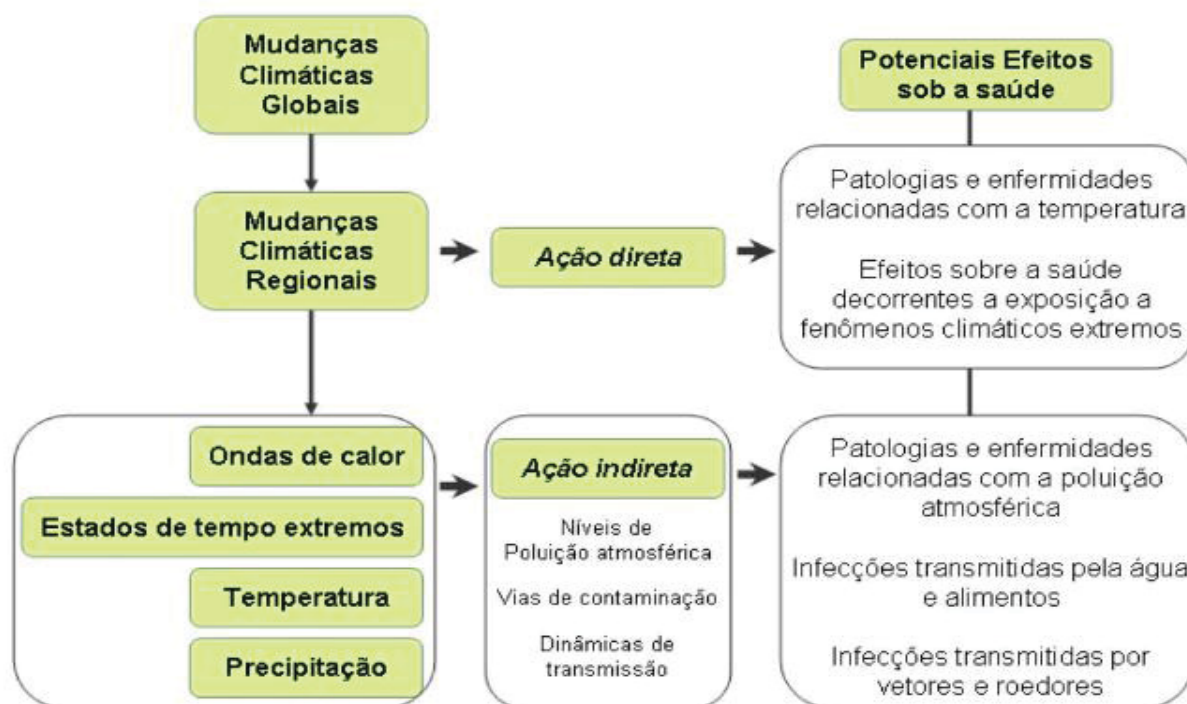 Mudanças
Climáticas
Globais
Potenciais Efeitos
sob a saúde
Mudanças
Climáticas
Regionais
Ação direta
Patologias e enfermidades
relacionadas com a temperatura
Efeitos sobre a saúde
decorrentes a exposição a
fenômenos climáticos extremos
Ondas de calor
Estados de tempo extremos
Temperatura
Precipitação
Ação indireta
Níveis de
Poluição atmosférica
Vias de contaminação
Dinâmicas de
transmissão
Patologias e enfermidades
relacionadas com a poluição
atmosférica
Infecções transmitidas pela água
e alimentos
Infecções transmitidas por
vetores e roedores